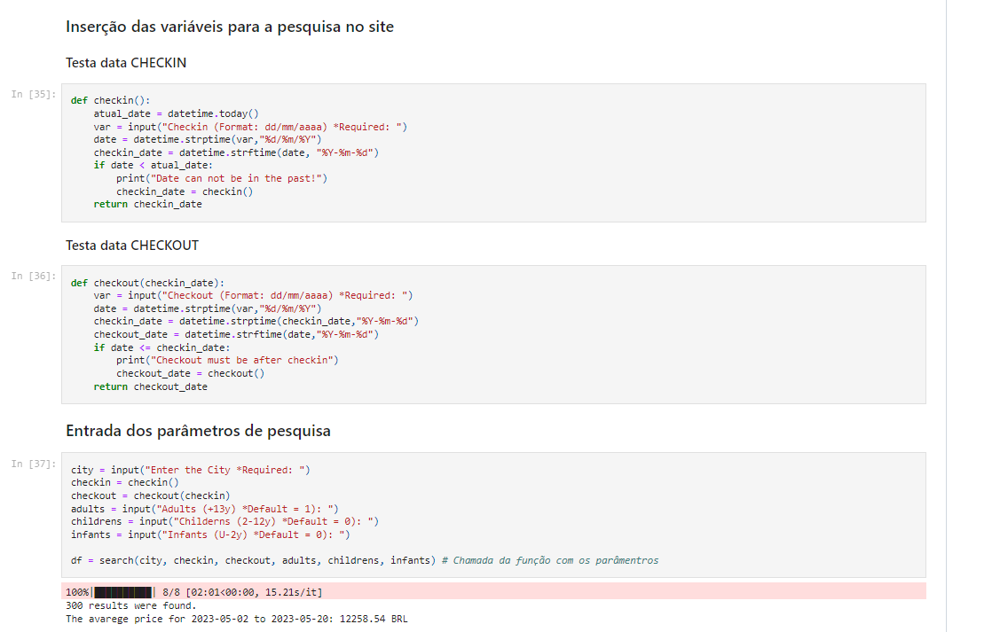 Inserção das variáveis para a pesquisa no site
Testa data CHECKIN
In [35]:
def checkin():
    atual_date = datetime.today()
    var = input("Checkin (Format: dd/mm/aaaa) *Required: ")
    date = datetime.strptime(var,"%d/%m/%Y")
    checkin_date = datetime.strftime(date, "%Y-%m-%d")
    if date < atual_date:
        print("Date can not be in the past!")
        checkin_date = checkin()
    return checkin_date
Testa data CHECKOUT
In [36]:
def checkout(checkin_date):
    var = input("Checkout (Format: dd/mm/aaaa) *Required: ")
    date = datetime.strptime(var,"%d/%m/%Y")
    checkin_date = datetime.strptime(checkin_date,"%Y-%m-%d")
    checkout_date = datetime.strftime(date,"%Y-%m-%d")
    if date <= checkin_date:
        print("Checkout must be after checkin")
        checkout_date = checkout()
    return checkout_date
Entrada dos parâmetros de pesquisa
In [37]:
city = input("Enter the City *Required: ")
checkin = checkin()
checkout = checkout(checkin)
adults = input("Adults (+13y) *Default = 1): ")
childrens = input("Childerns (2-12y) *Default = 0): ")
infants = input("Infants (U-2y) *Default = 0): ")
df = search(city, checkin, checkout, adults, childrens, infants) # Chamada da função com os parâmentros
100%|██████████| 8/8 [02:01<00:00, 15.21s/it]
300 results were found.
The avarege price for 2023-05-02 to 2023-05-20: 12258.54 BRL